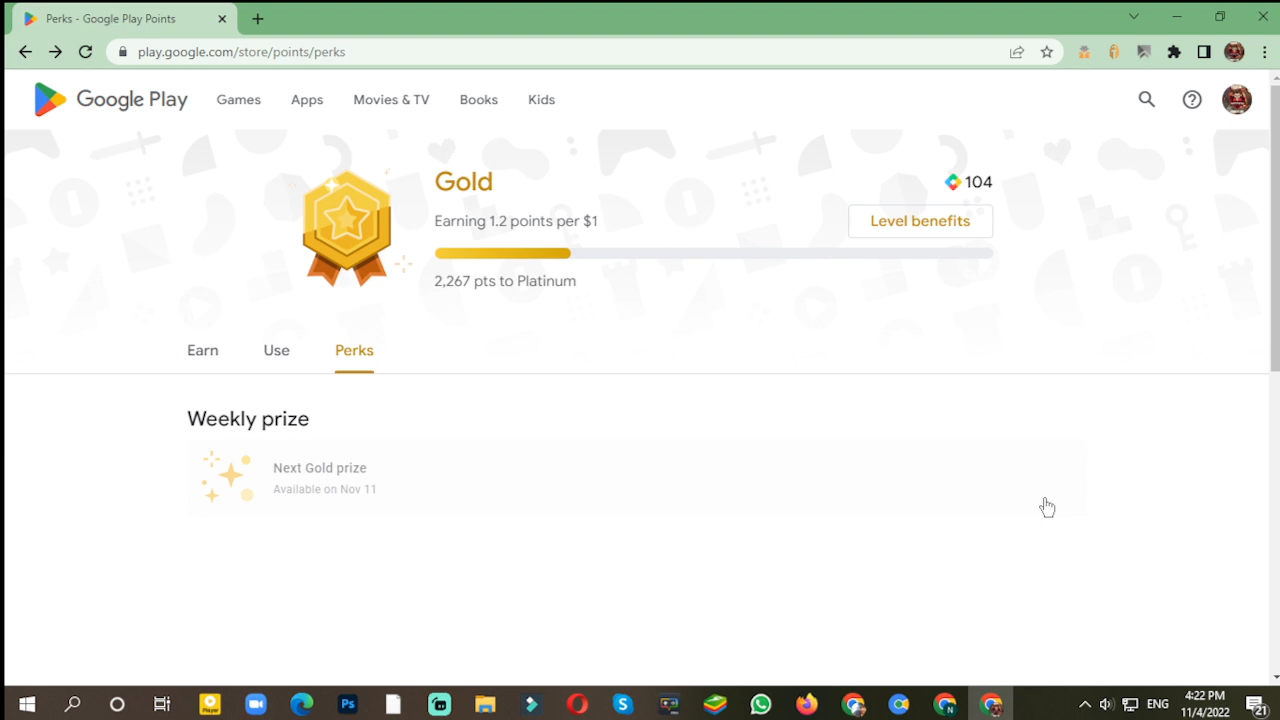 Perks - Google Play Points
play.google.com/store/points/perks
Google Play
Games
Apps
Movies & TV
Books
Kids
Gold
104
Earning 1.2 points per $1
Level benefits
2,267 pts to Platinum
Earn
Use
Perks
Weekly prize
Next Gold prize
Available on Nov 11
Player
Ps
N
ENG
4:22 PM
11/4/2022
21